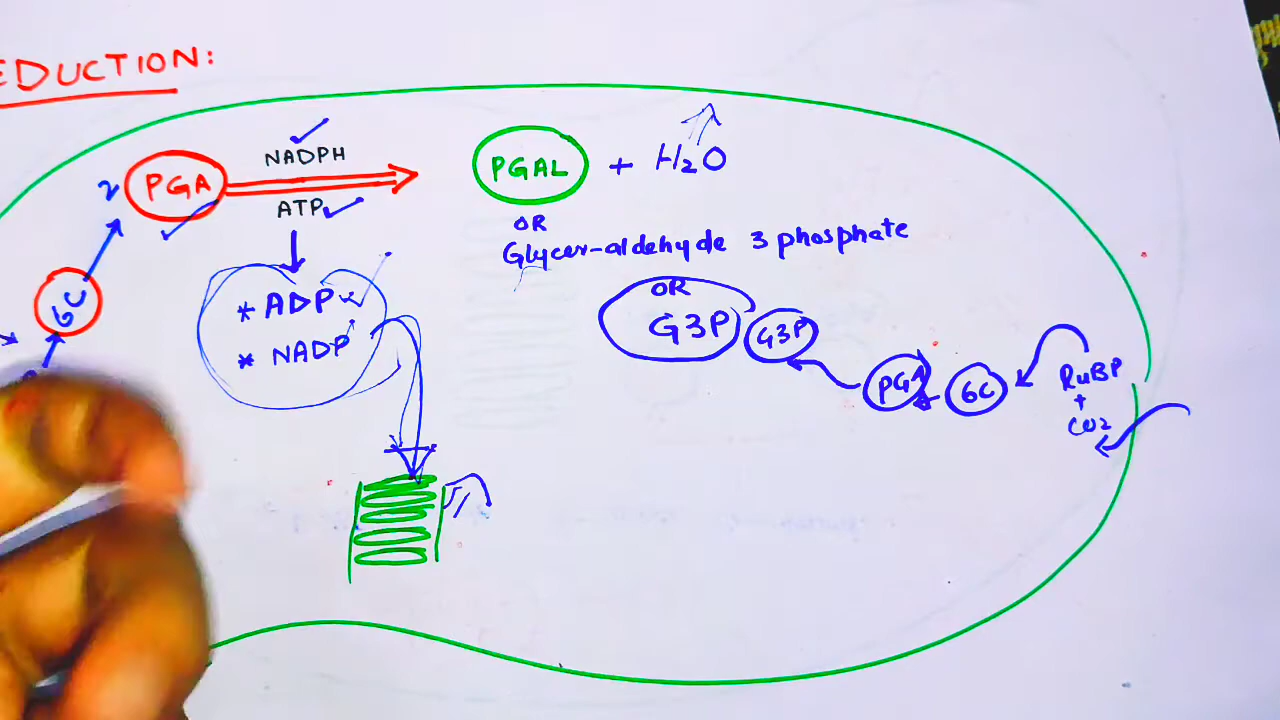 EDUCTION:
NADPH
2 PGA
ATP
PGAL + H2O
OR
Glycer-aldehyde 3 phosphate
OR
G3P
G3P
6C
* ADP
* NADP
PGA
6C
RuBP
+
CO2